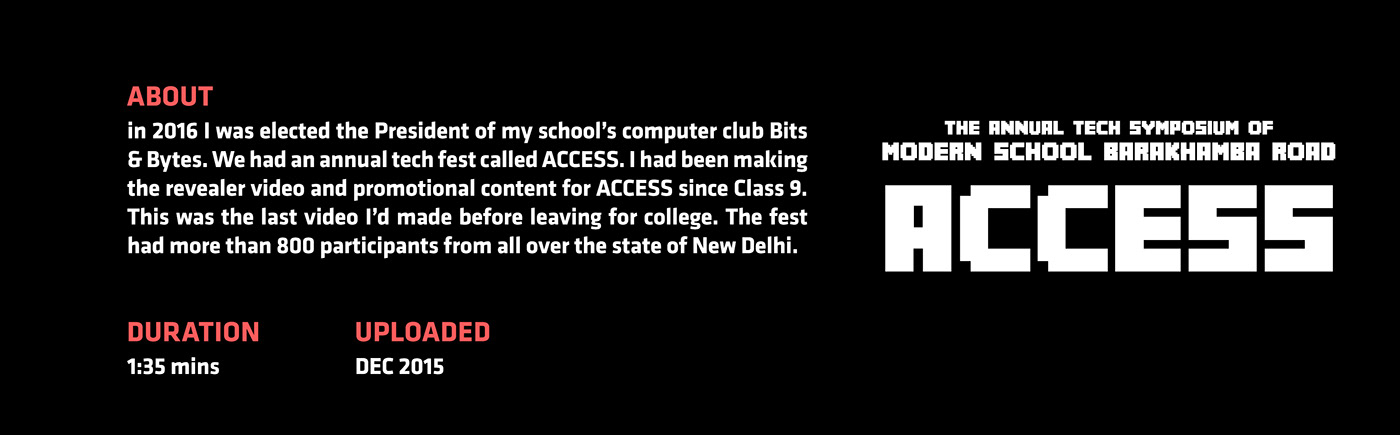 ABOUT
in 2016 I was elected the President of my school's computer club Bits
& Bytes. We had an annual tech fest called ACCESS. I had been making
the revealer video and promotional content for ACCESS since Class 9.
This was the last video I'd made before leaving for college. The fest
had more than 800 participants from all over the state of New Delhi.
DURATION
1:35 mins
UPLOADED
DEC 2015
THE ANNUAL TECH SYMPOSIUM OF
MODERN SCHOOL BARAKHAMBA ROAD
ACCESS